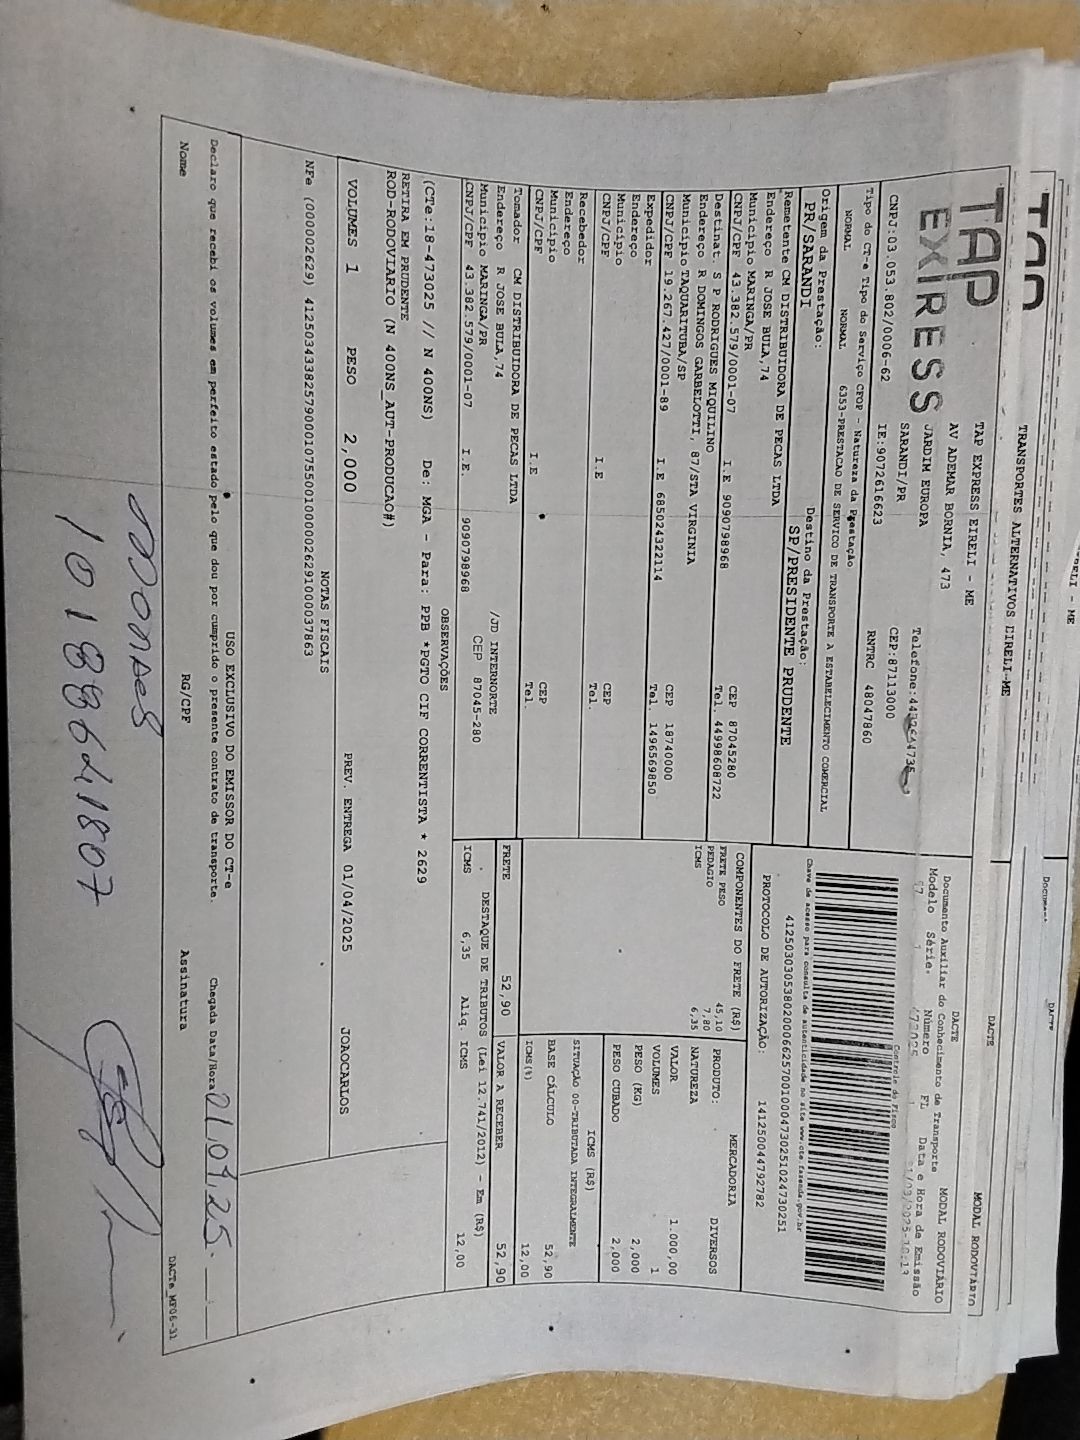 TRANSPORTES ALTERNATIVOS EIRELI-ME
DACTE
MODAL RODOVIARIO
TAP
EXPRESS
TAP EXPRESS EIRELI - ME
AV ADEMAR BORNIA, 473
JARDIM EUROPA
SARANDI/PR
Telefone:
CEP:87113000
CNPJ:03.053.802/0006-62
IE:9072616623
RNTRC 48047860
DACTE
MODAL RODOVIARIO
Documento Auxiliar do Conhecimento de Transporte
Modelo Série. Número FL Data e Hora de Emissão
57 1 473025 1
Controle do Fisco
Tipo do CT-e Tipo do Serviço CFOP - Natureza da Prestação
NORMAL NORMAL 6353-PRESTACAO DE SERVICO DE TRANSPORTE A ESTABELECIMENTO COMERCIAL
Chave de acesso para consulta de autenticidade no site www.cte.fazenda.gov.br
41250303053802000662570010004730251024730251
PROTOCOLO DE AUTORIZAÇÃO: 141250044792782
Origem da Prestação: Destino da Prestação:
PR/SARANDI SP/PRESIDENTE PRUDENTE
Remetente CM DISTRIBUIDORA DE PECAS LTDA
Endereço R JOSE BULA,74
Município MARINGA/PR CEP 87045280
CNPJ/CPF 43.382.579/0001-07 I.E 9090798968 Tel. 44998608722
Destinat S P RODRIGUES MIQUILINO
Endereço R DOMINGOS GARBELOTTI, 87/STA VIRGINIA
Município TAQUARITUBA/SP CEP 18740000
CNPJ/CPF 19.267.427/0001-89 I.E 685024322114 Tel. 1496569850
Expedidor
Endereço
Município CEP
CNPJ/CPF I.E Tel.
Recebedor
Endereço
Município CEP
CNPJ/CPF I.E Tel.
Tomador CM DISTRIBUIDORA DE PECAS LTDA
Endereço R JOSE BULA,74 /JD INTERNORTE
Município MARINGA/PR CEP 87045-280
CNPJ/CPF 43.382.579/0001-07 I.E. 9090798968
COMPONENTES DO FRETE (R$)
FRETE PESO 45,10
PEDAGIO 7,80
ICMS 6,35
MERCADORIA
PRODUTO: DIVERSOS
NATUREZA
VALOR 1.000,00
VOLUMES 1
PESO (KG) 2,000
PESO CUBADO 2,000
ICMS (R$)
SITUAÇÃO 00-TRIBUTADA INTEGRALMENTE
BASE CÁLCULO 52,90
ICMS(%) 12,00
FRETE 52,90 VALOR A RECEBER 52,90
DESTAQUE DE TRIBUTOS (Lei 12.741/2012) - Em (R$)
ICMS 6,35 Aliq. ICMS 12,00
OBSERVAÇÕES
(CTe:18-473025 // N 400NS) De: MGA - Para: PPB *PGTO CIF CORRENTISTA * 2629
RETIRA EM PRUDENTE
ROD-RODOVIARIO (N 400NS_AUT-PRODUCAO#)
VOLUMES 1 PESO 2,000 PREV. ENTREGA 01/04/2025 JOAOCARLOS
NOTAS FISCAIS
NFe (000002629) 41250343382579000107550010000026291000037863
USO EXCLUSIVO DO EMISSOR DO CT-e
Declaro que recebi os volumes em perfeito estado pelo que dou por cumprido o presente contrato de transporte. Chegada Data/Hora 01.04.25
Nome RG/CPF Assinatura
DACTe_MF06-31
10188641807